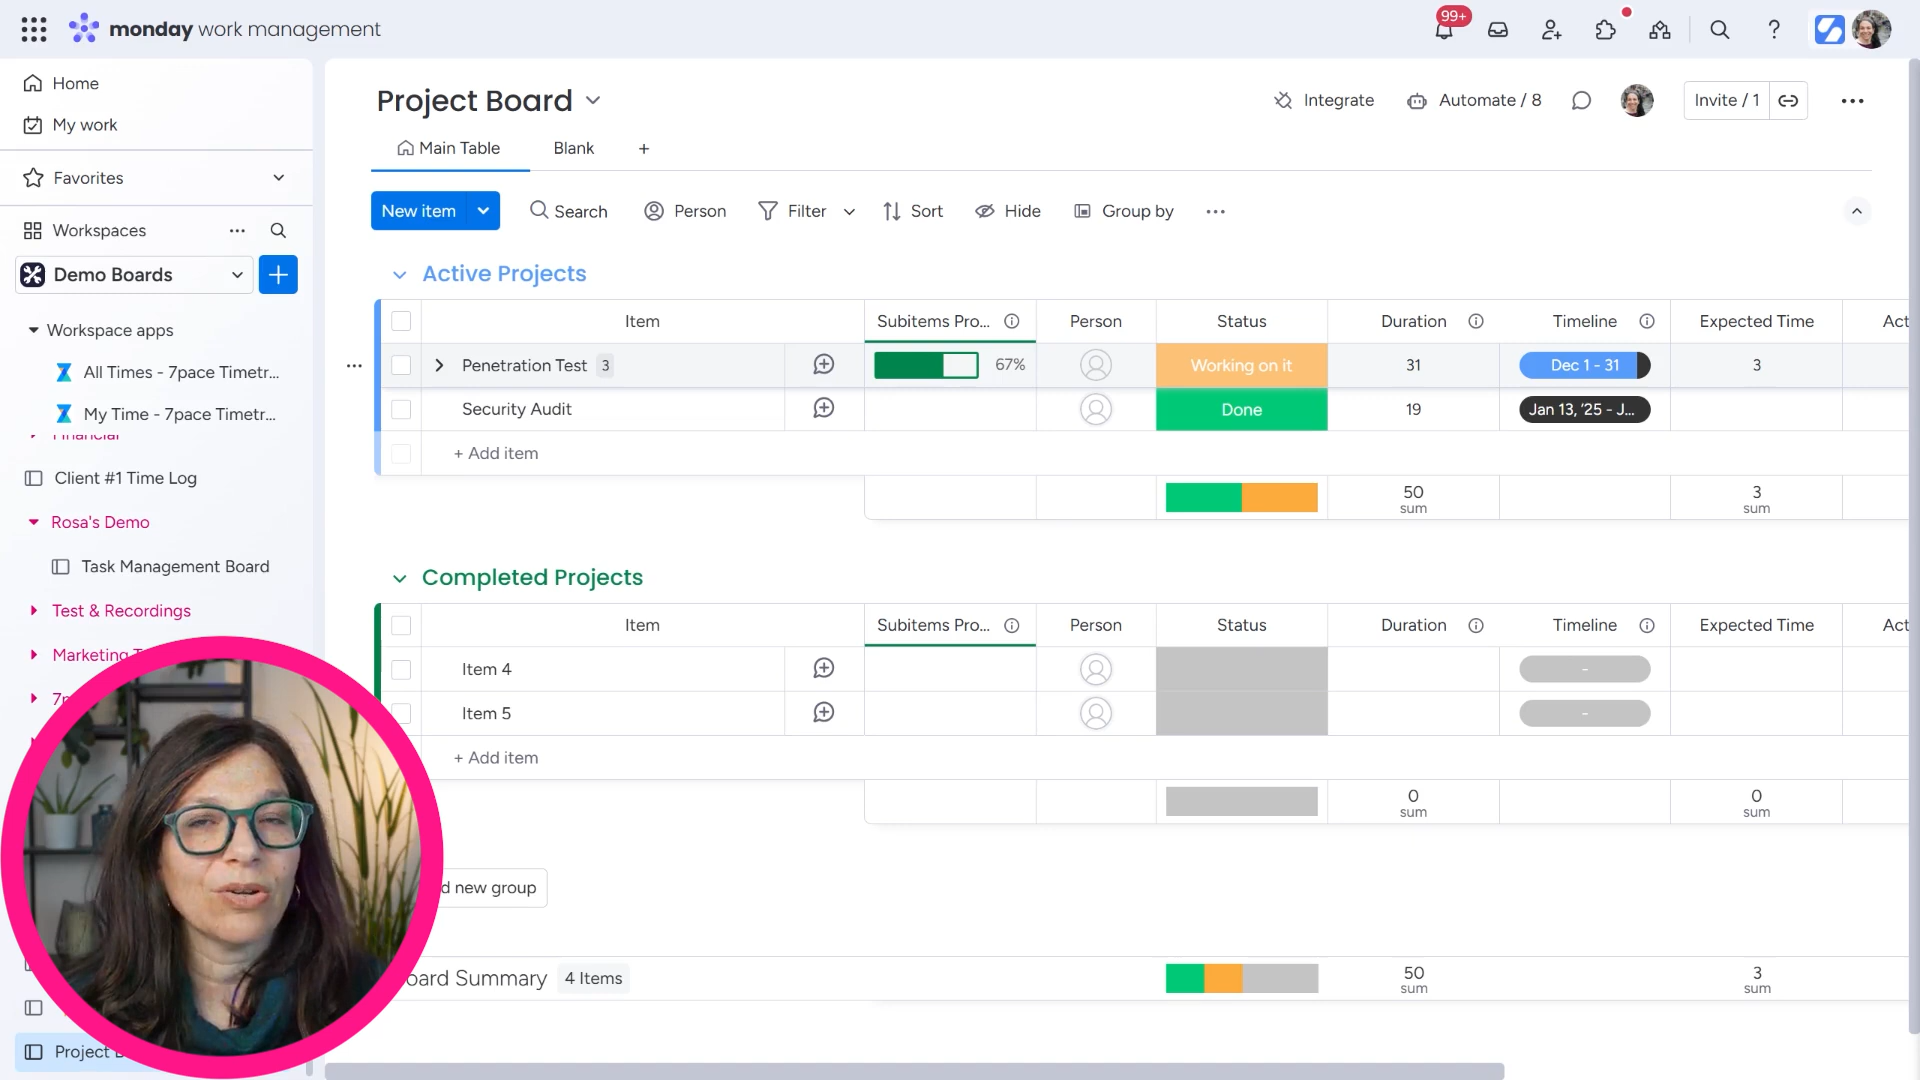 monday work management
99+
Home
My work
Favorites
Workspaces
Demo Boards
Workspace apps
All Times - 7pace Timetr...
My Time - 7pace Timetr...
Financial
Client #1 Time Log
Rosa's Demo
Task Management Board
Test & Recordings
Marketing
Project
Project Board
Integrate
Automate / 8
Invite / 1
Main Table
Blank
+
New item
Search
Person
Filter
Sort
Hide
Group by
Active Projects
Item Subitems Pro... Person Status Duration Timeline Expected Time Act
Penetration Test 3 67% Working on it 31 Dec 1 - 31 3
Security Audit Done 19 Jan 13, '25 - J...
+ Add item
50 3
sum sum
Completed Projects
Item Subitems Pro... Person Status Duration Timeline Expected Time Act
Item 4 -
Item 5 -
+ Add item
0 0
sum sum
new group
Summary 4 Items 50 3
sum sum